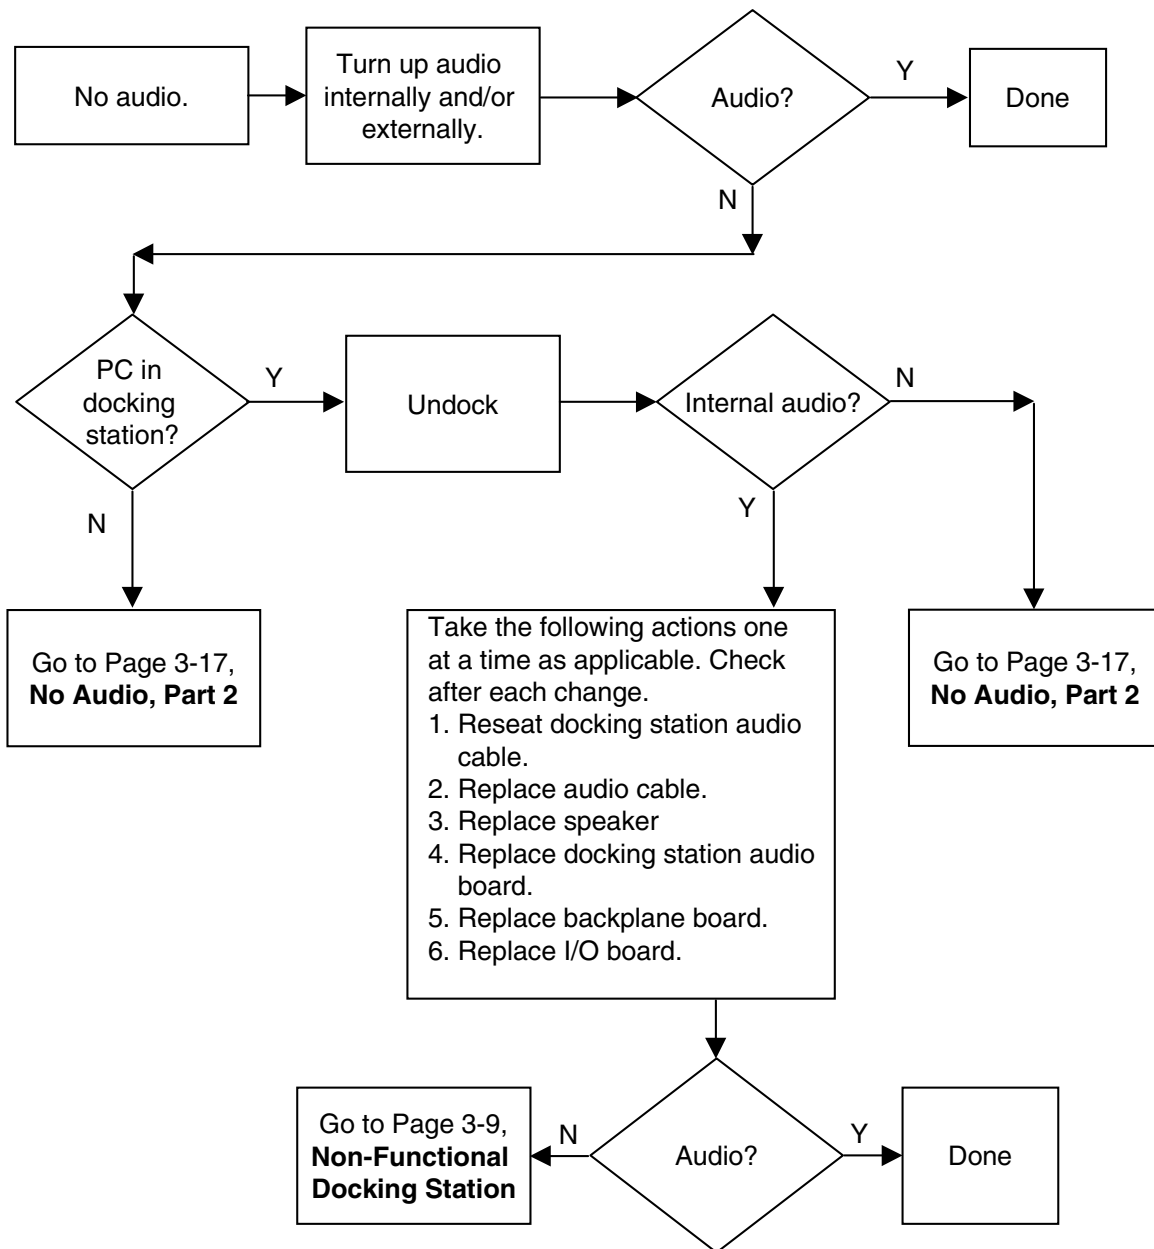 No audio.
Turn up audio
internally and/or
externally.
Audio?
Y
Done
N
PC in
docking
station?
Y
Undock
Internal audio?
N
N
Y
Go to Page 3-17,
No Audio, Part 2
Take the following actions one
at a time as applicable. Check
after each change.
1. Reseat docking station audio
cable.
2. Replace audio cable.
3. Replace speaker
4. Replace docking station audio
board.
5. Replace backplane board.
6. Replace I/O board.
Go to Page 3-17,
No Audio, Part 2
Go to Page 3-9,
Non-Functional
Docking Station
N
Audio?
Y
Done